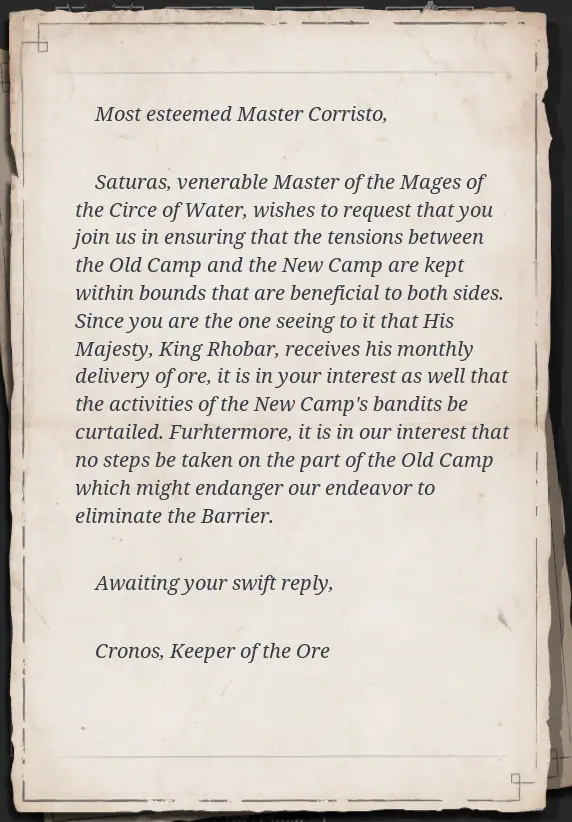 Most esteemed Master Corristo,
Saturas, venerable Master of the Mages of
the Circe of Water, wishes to request that you
join us in ensuring that the tensions between
the Old Camp and the New Camp are kept
within bounds that are beneficial to both sides.
Since you are the one seeing to it that His
Majesty, King Rhobar, receives his monthly
delivery of ore, it is in your interest as well that
the activities of the New Camp's bandits be
curtailed. Furhtermore, it is in our interest that
no steps be taken on the part of the Old Camp
which might endanger our endeavor to
eliminate the Barrier.
Awaiting your swift reply,
Cronos, Keeper of the Ore